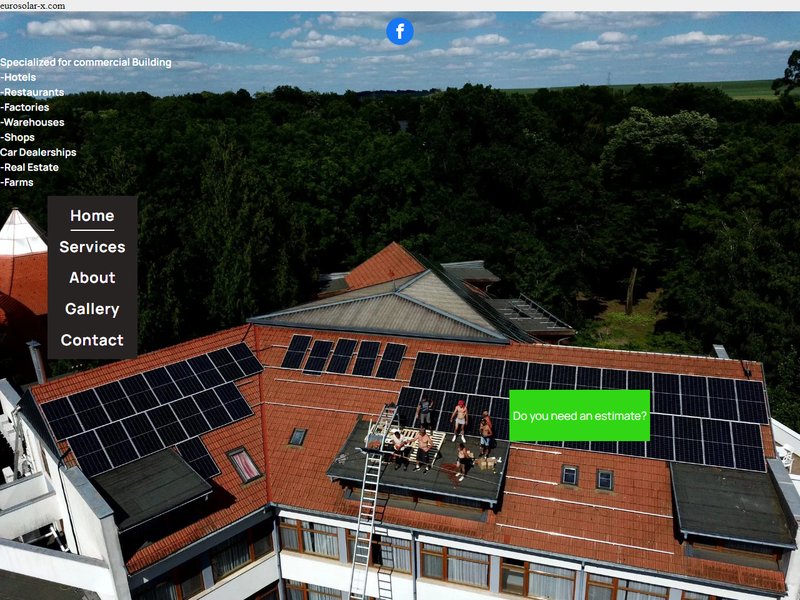 eurosolar-x.com
Specialized for commercial Building
-Hotels
-Restaurants
-Factories
-Warehouses
-Shops
Car Dealerships
-Real Estate
-Farms
Home
Services
About
Gallery
Contact
Do you need an estimate?